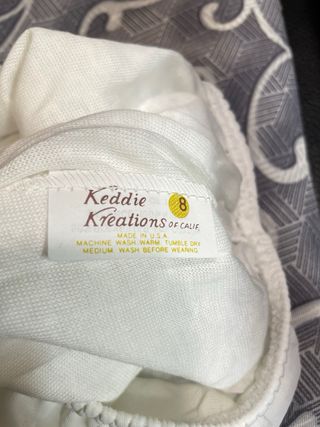 Keddie 8
Kreations OF CALIF.
MADE IN U.S.A.
MACHINE WASH WARM TUMBLE DRY
MEDIUM WASH BEFORE WEARING